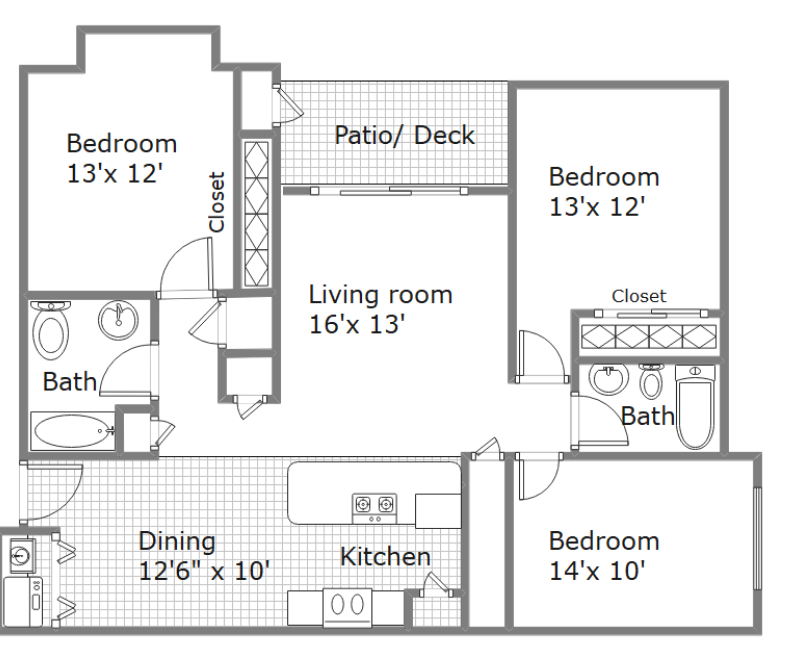 Bedroom
13'x 12'
Closet
Patio/ Deck
Bedroom
13'x 12'
Closet
Living room
16'x 13'
Bath
Bath
Dining
12'6" x 10'
Kitchen
Bedroom
14'x 10'